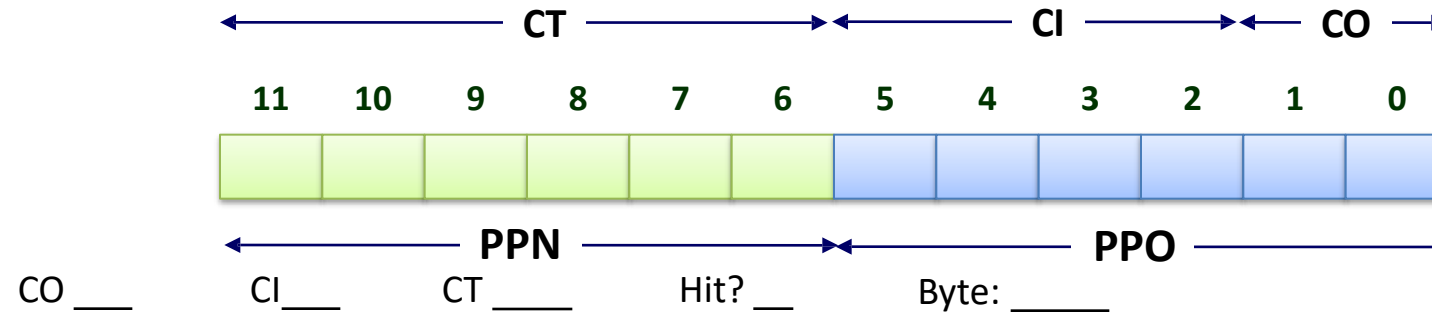 CT CI CO
11 10 9 8 7 6 5 4 3 2 1 0
PPN PPO
CO ___ CI___ CT ____ Hit? __ Byte: _____